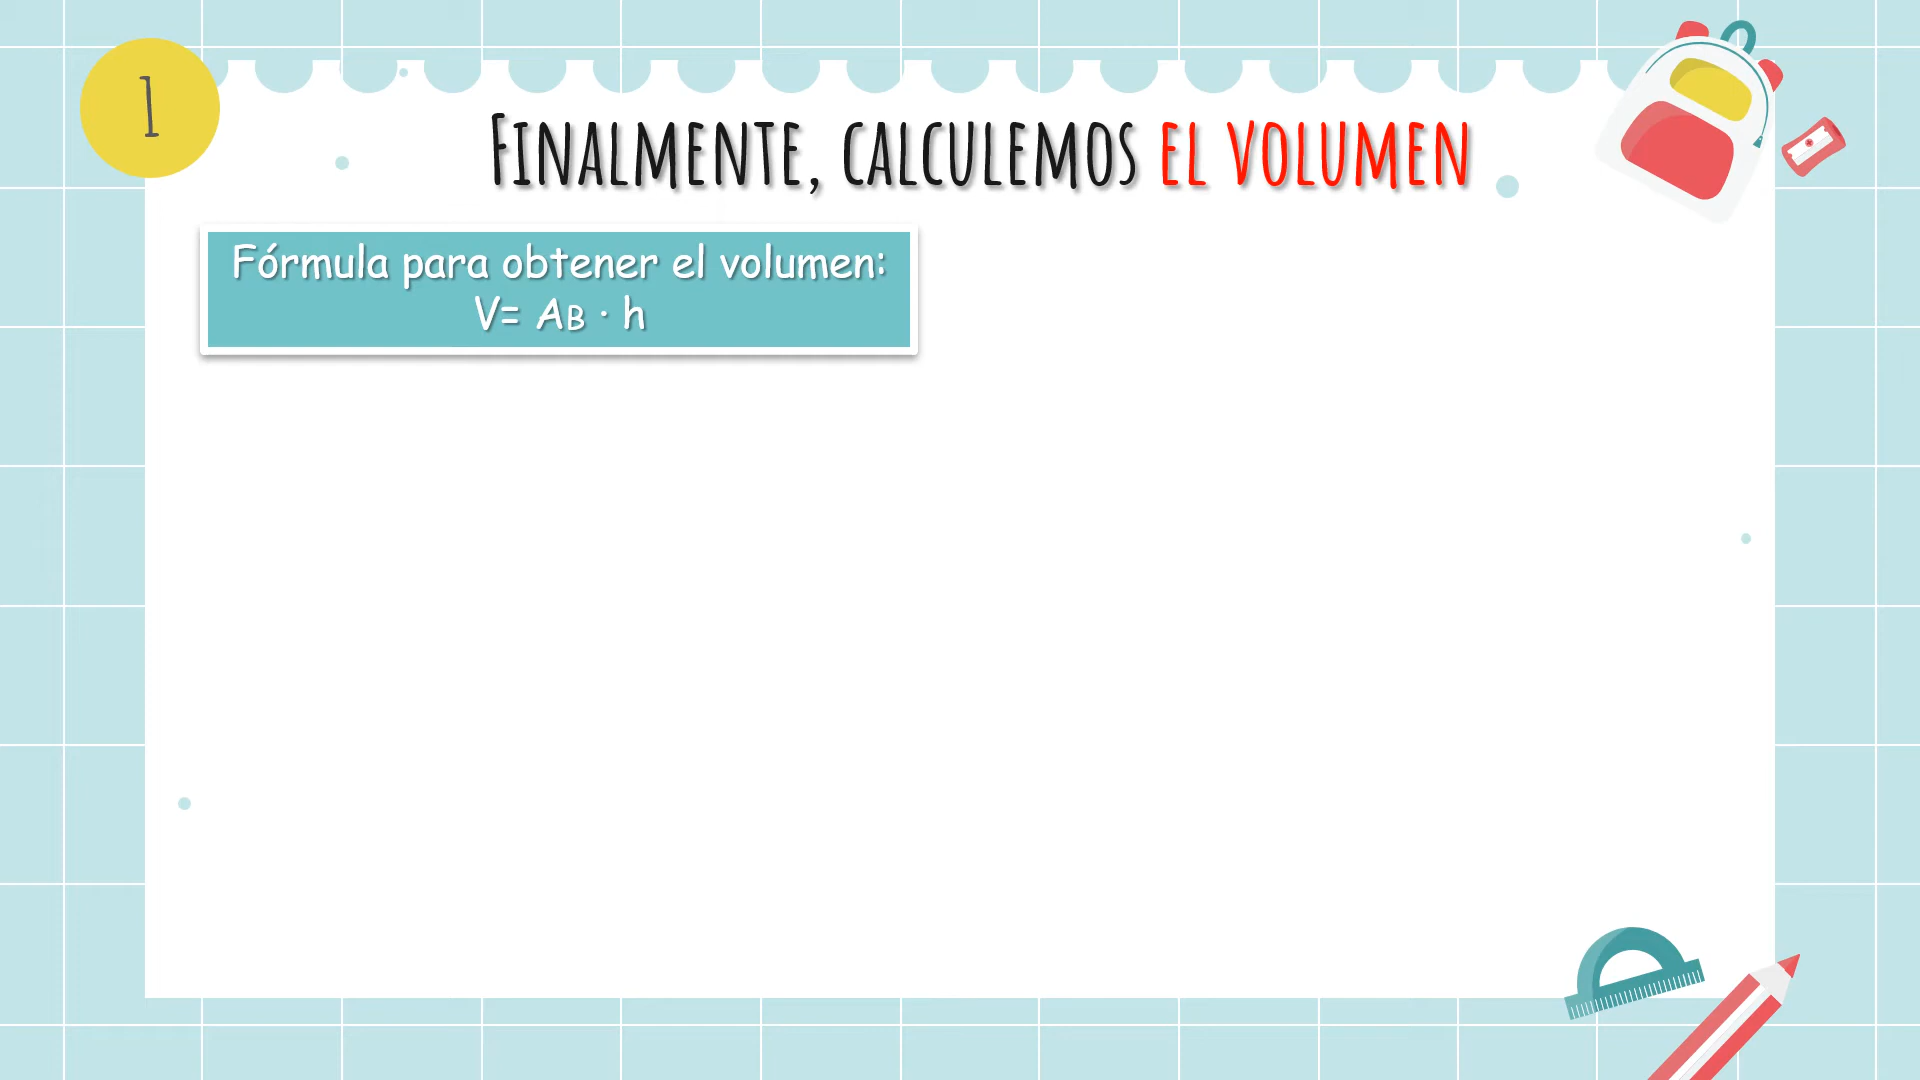 1
Finalmente, calculemos el volumen
Fórmula para obtener el volumen:
V= AB · h